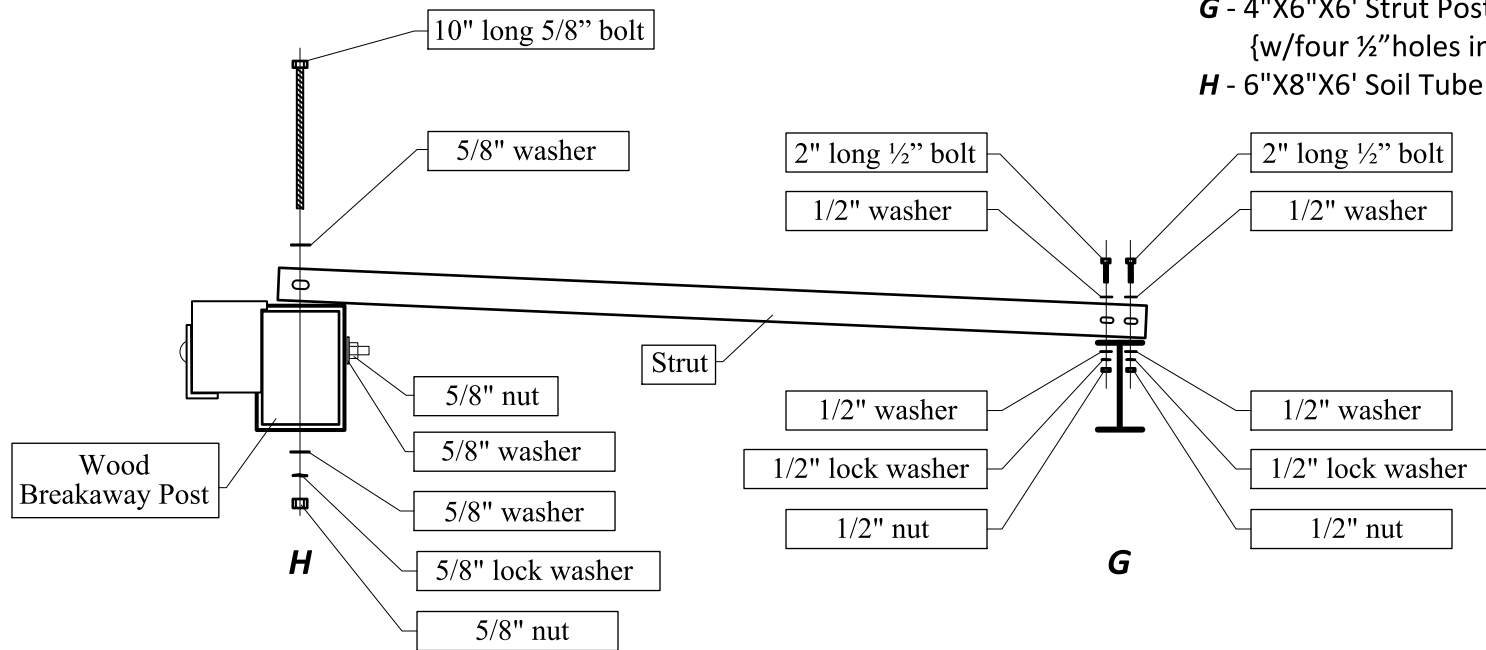 10" long 5/8” bolt
G - 4"X6"X6' Strut Post
{w/four ½”holes in
H - 6"X8"X6' Soil Tube
5/8" washer
2" long ½” bolt
2" long ½” bolt
1/2" washer
1/2" washer
Strut
5/8" nut
1/2" washer
1/2" washer
5/8" washer
Wood
Breakaway Post
1/2" lock washer
1/2" lock washer
5/8" washer
1/2" nut
1/2" nut
H
G
5/8" lock washer
5/8" nut